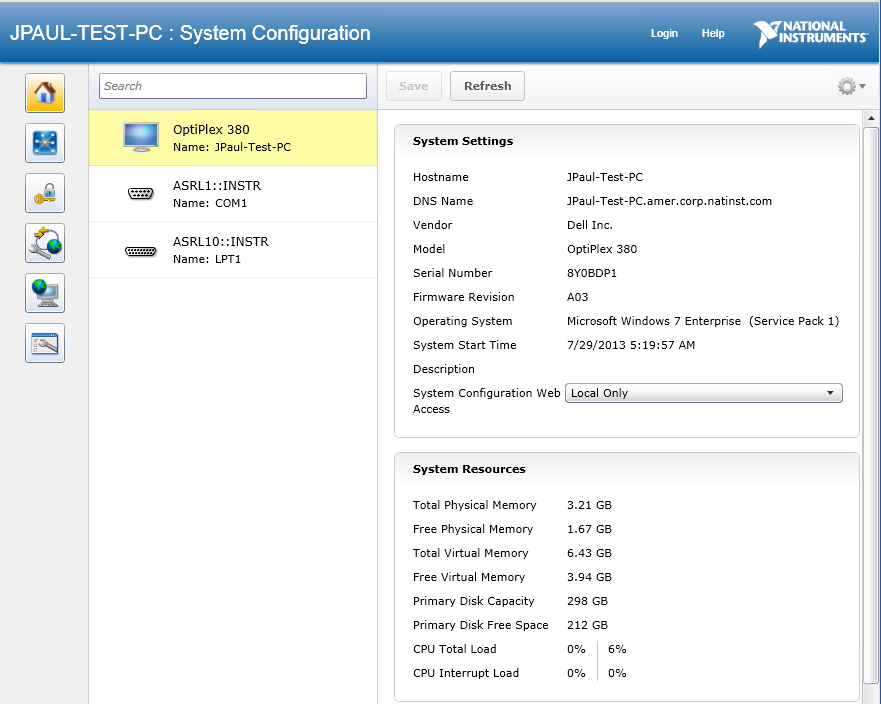 JPAUL-TEST-PC : System Configuration
Login
Help
NATIONAL
INSTRUMENTS
Search
Save
Refresh
OptiPlex 380
Name: JPaul-Test-PC
ASRL1::INSTR
Name: COM1
ASRL10::INSTR
Name: LPT1
System Settings
Hostname JPaul-Test-PC
DNS Name JPaul-Test-PC.amer.corp.natinst.com
Vendor Dell Inc.
Model OptiPlex 380
Serial Number 8Y0BDP1
Firmware Revision A03
Operating System Microsoft Windows 7 Enterprise (Service Pack 1)
System Start Time 7/29/2013 5:19:57 AM
Description
System Configuration Web Local Only
Access
System Resources
Total Physical Memory 3.21 GB
Free Physical Memory 1.67 GB
Total Virtual Memory 6.43 GB
Free Virtual Memory 3.94 GB
Primary Disk Capacity 298 GB
Primary Disk Free Space 212 GB
CPU Total Load 0% 6%
CPU Interrupt Load 0% 0%